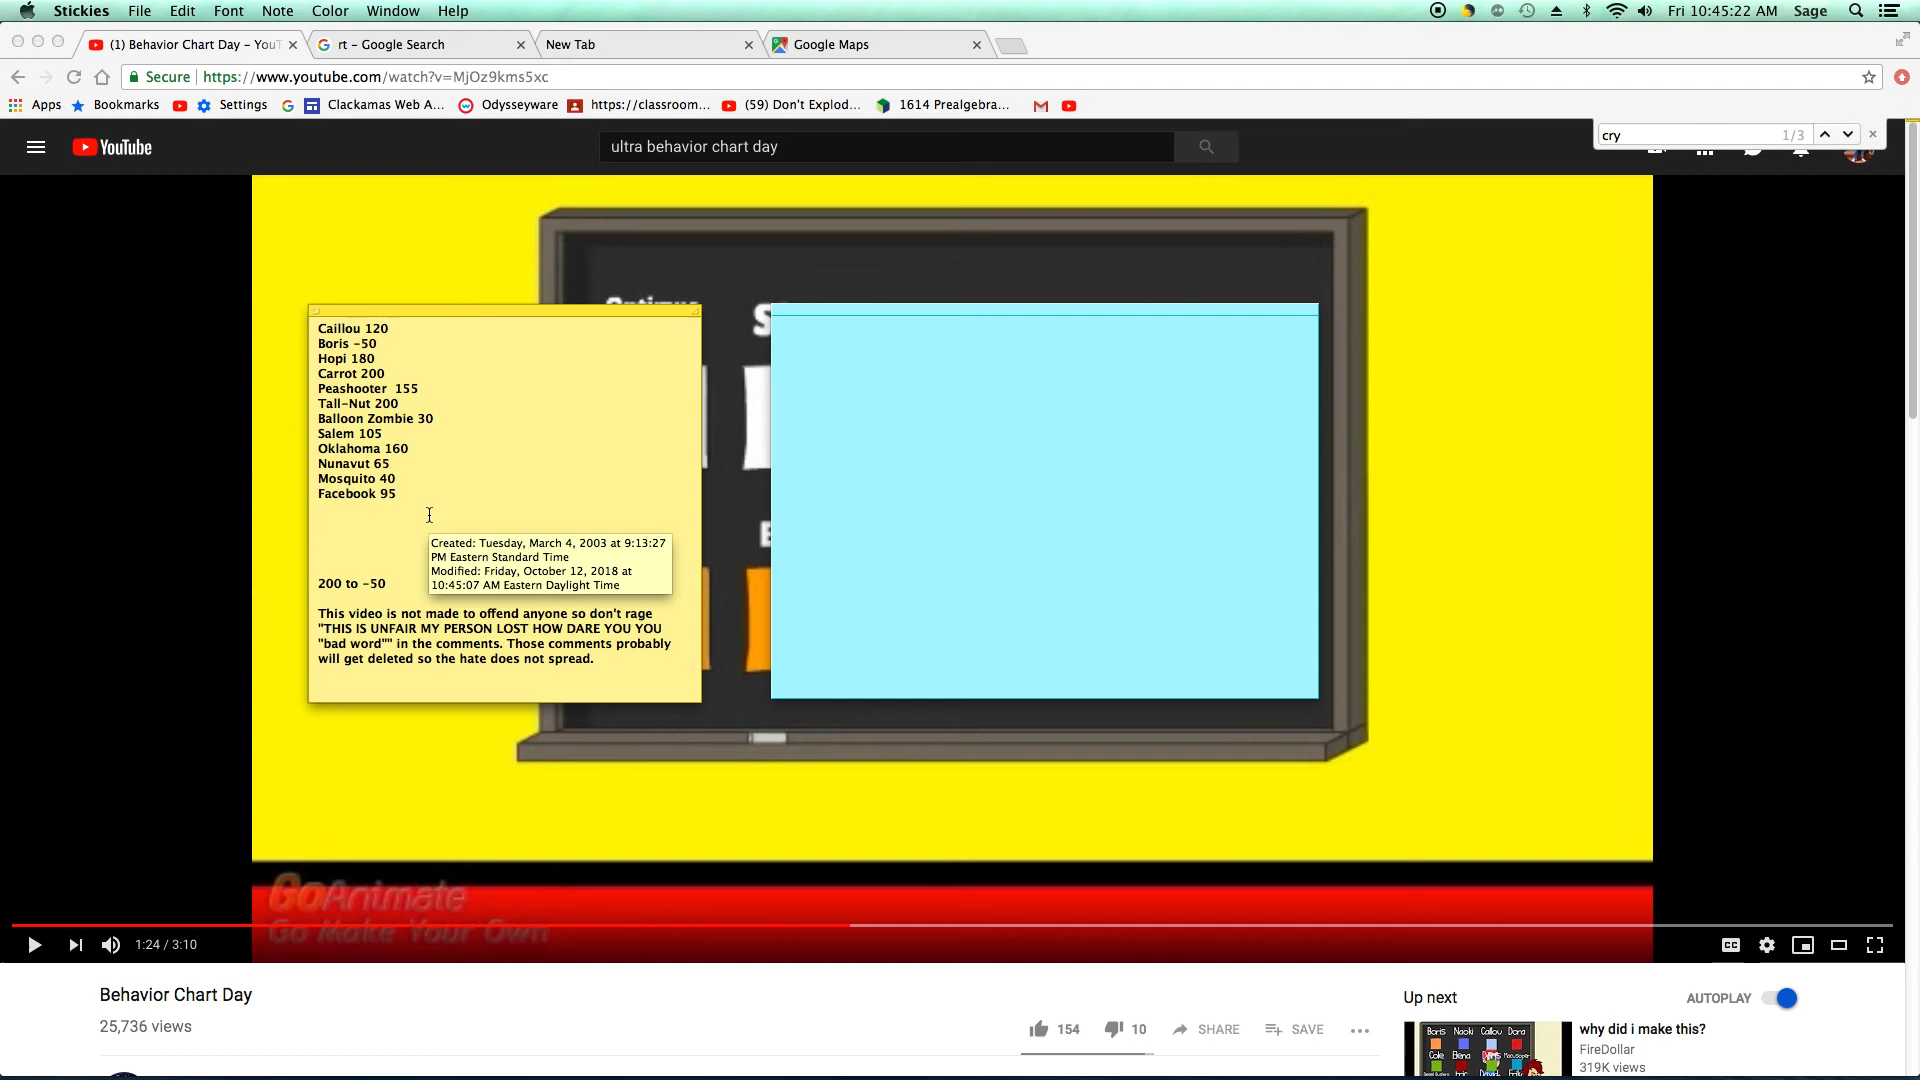 Stickies File Edit Font Note Color Window Help Fri 10:45:22 AM Sage
(1) Behavior Chart Day – YouT rt – Google Search New Tab Google Maps
Secure https://www.youtube.com/watch?v=MjOz9kms5xc
Apps Bookmarks Settings Clackamas Web A... Odysseyware https://classroom... (59) Don't Explod... 1614 Prealgebra...
cry 1/3
YouTube ultra behavior chart day
Caillou 120
Boris -50
Hopi 180
Carrot 200
Peashooter 155
Tall-Nut 200
Balloon Zombie 30
Salem 105
Oklahoma 160
Nunavut 65
Mosquito 40
Facebook 95
Created: Tuesday, March 4, 2003 at 9:13:27
PM Eastern Standard Time
Modified: Friday, October 12, 2018 at
10:45:07 AM Eastern Daylight Time
200 to -50
This video is not made to offend anyone so don't rage
"THIS IS UNFAIR MY PERSON LOST HOW DARE YOU YOU
"bad word"" in the comments. Those comments probably
will get deleted so the hate does not spread.
GoAnimate
Go Make Your Own
1:24 / 3:10
CC
Behavior Chart Day
25,736 views
154 10 SHARE SAVE
Up next AUTOPLAY
Boris Naoki Caillou Dora
Cole Elena
why did i make this?
FireDollar
319K views